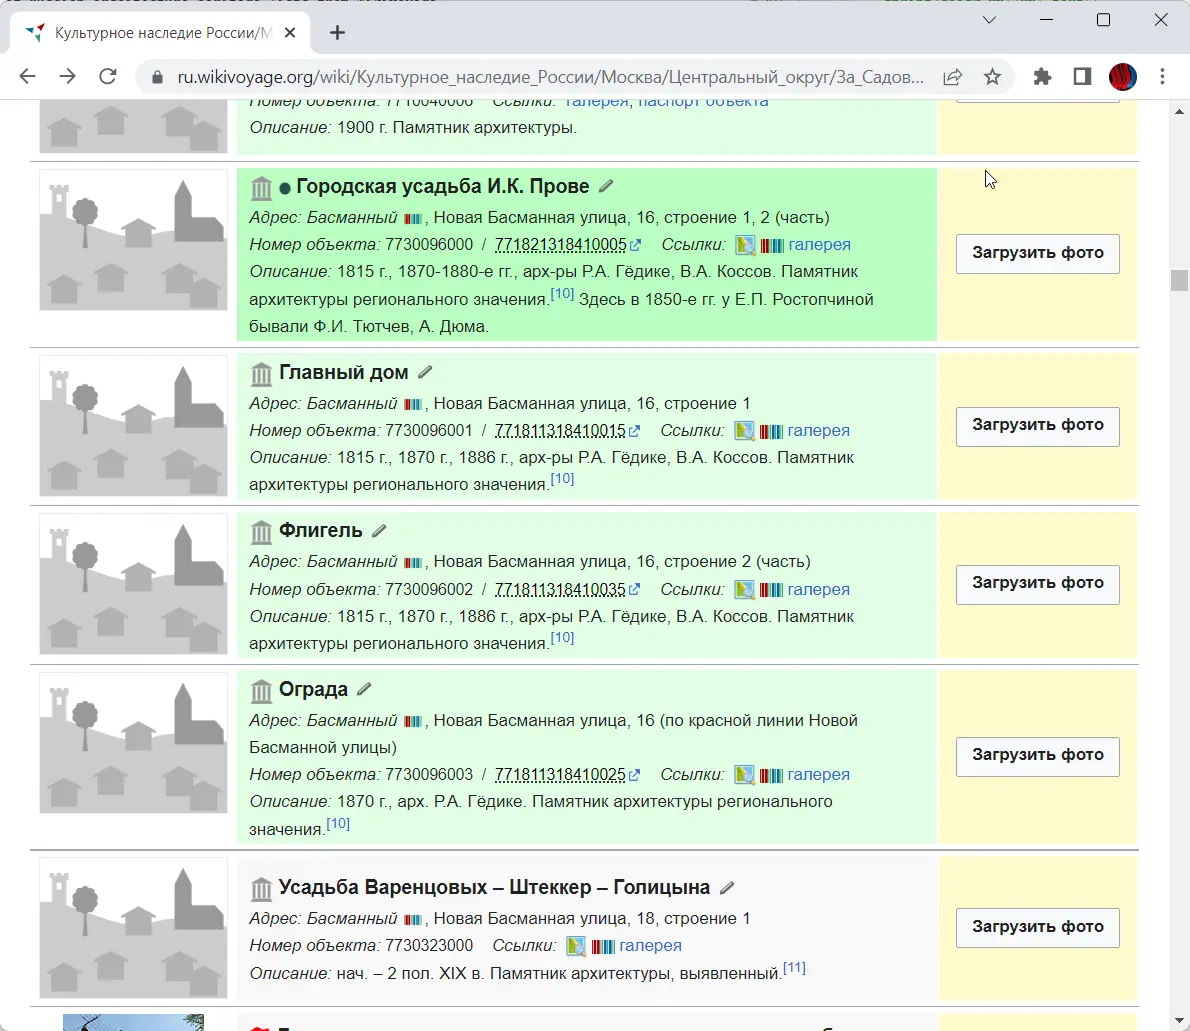 Культурное наследие России/М
ru.wikivoyage.org/wiki/Культурное_наследие_России/Москва/Центральный_округ/За_Садов...
Номер объекта: 7710040006 Ссылки: галерея, паспорт объекта
Описание: 1900 г. Памятник архитектуры.
Городская усадьба И.К. Прове
Адрес: Басманный, Новая Басманная улица, 16, строение 1, 2 (часть)
Номер объекта: 7730096000 / 771821318410005 Ссылки: галерея
Описание: 1815 г., 1870-1880-е гг., арх-ры Р.А. Гёдике, В.А. Коссов. Памятник
архитектуры регионального значения.[10] Здесь в 1850-е гг. у Е.П. Ростопчиной
бывали Ф.И. Тютчев, А. Дюма.
Загрузить фото
Главный дом
Адрес: Басманный, Новая Басманная улица, 16, строение 1
Номер объекта: 7730096001 / 771811318410015 Ссылки: галерея
Описание: 1815 г., 1870 г., 1886 г., арх-ры Р.А. Гёдике, В.А. Коссов. Памятник
архитектуры регионального значения.[10]
Загрузить фото
Флигель
Адрес: Басманный, Новая Басманная улица, 16, строение 2 (часть)
Номер объекта: 7730096002 / 771811318410035 Ссылки: галерея
Описание: 1815 г., 1870 г., 1886 г., арх-ры Р.А. Гёдике, В.А. Коссов. Памятник
архитектуры регионального значения.[10]
Загрузить фото
Ограда
Адрес: Басманный, Новая Басманная улица, 16 (по красной линии Новой
Басманной улицы)
Номер объекта: 7730096003 / 771811318410025 Ссылки: галерея
Описание: 1870 г., арх. Р.А. Гёдике. Памятник архитектуры регионального
значения.[10]
Загрузить фото
Усадьба Варенцовых – Штеккер – Голицына
Адрес: Басманный, Новая Басманная улица, 18, строение 1
Номер объекта: 7730323000 Ссылки: галерея
Описание: нач. – 2 пол. XIX в. Памятник архитектуры, выявленный.[11]
Загрузить фото